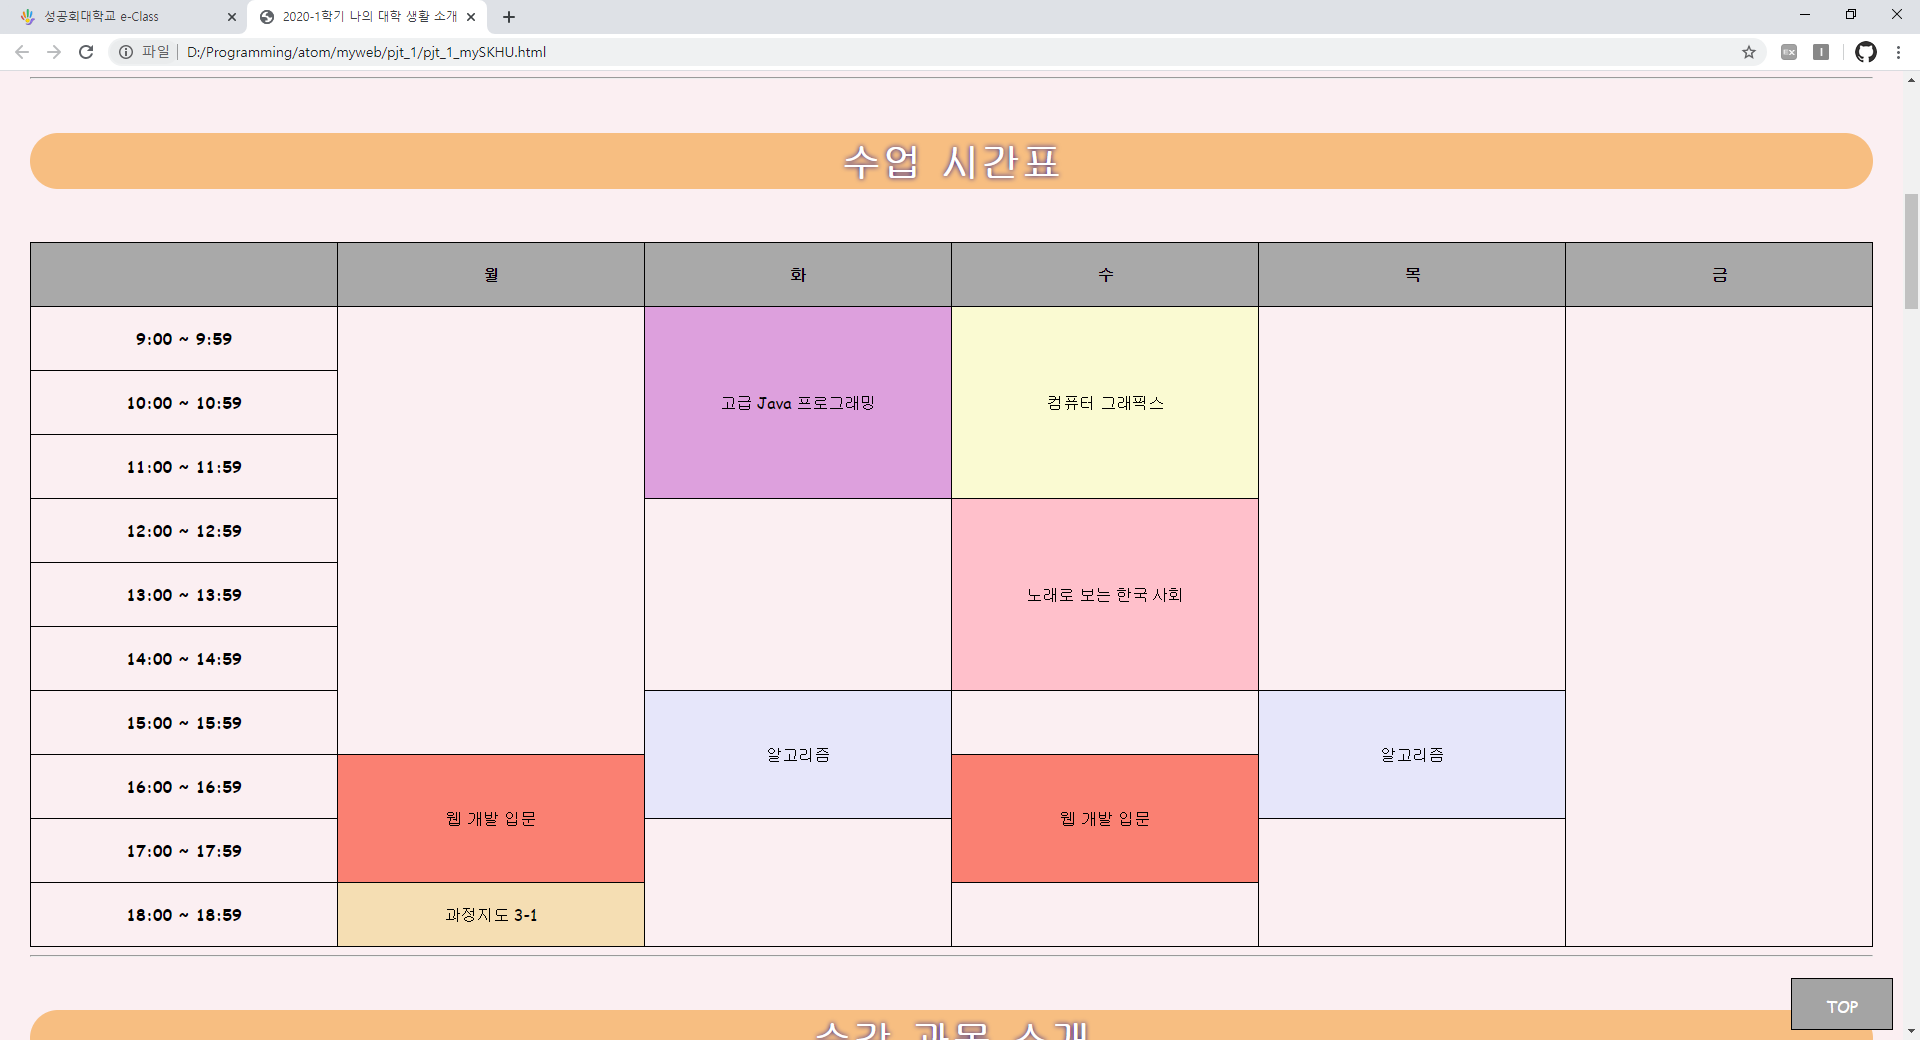 성공회대학교 e-Class
2020-1학기 나의 대학 생활 소개
파일 | D:/Programming/atom/myweb/pjt_1/pjt_1_mySKHU.html
수업 시간표
월 화 수 목 금
9:00 ~ 9:59
10:00 ~ 10:59 고급 Java 프로그래밍 컴퓨터 그래픽스
11:00 ~ 11:59
12:00 ~ 12:59
13:00 ~ 13:59 노래로 보는 한국 사회
14:00 ~ 14:59
15:00 ~ 15:59
알고리즘 알고리즘
16:00 ~ 16:59
웹 개발 입문 웹 개발 입문
17:00 ~ 17:59
18:00 ~ 18:59 과정지도 3-1
TOP
수강 과목 소개